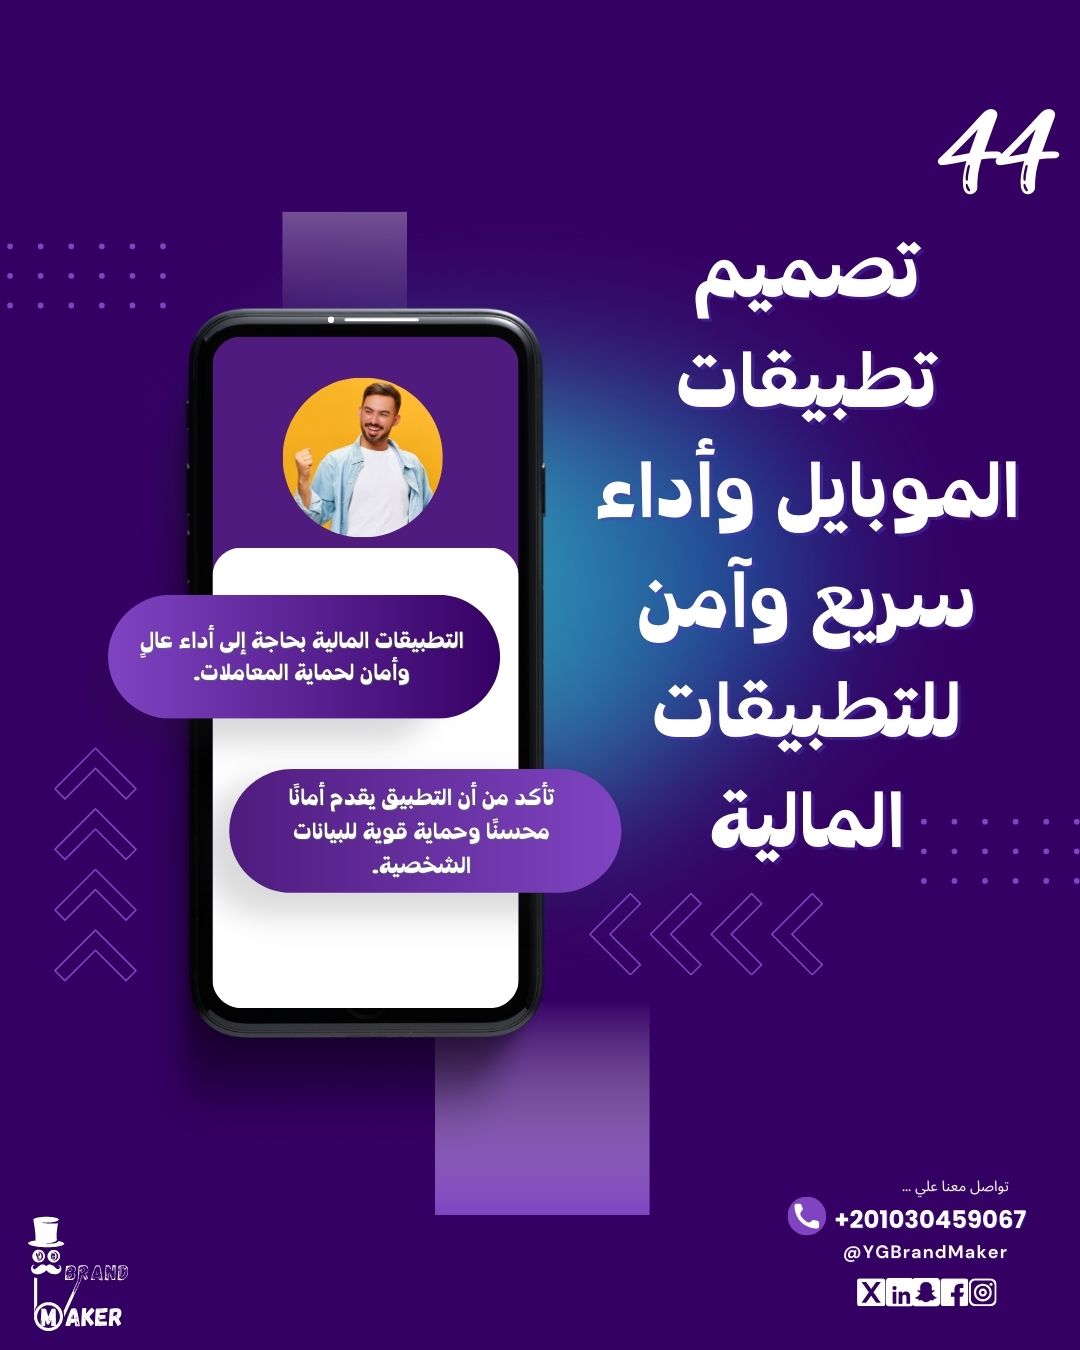 44
تصميم
تطبيقات
الموبايل وأداء
سريع وآمن
للتطبيقات
المالية
التطبيقات المالية بحاجة إلى أداء عالٍ
وأمان لحماية المعاملات.
تأكد من أن التطبيق يقدم أمانًا
محسنًا وحماية قوية للبيانات
الشخصية.
تواصل معنا علي ...
+201030459067
@YGBrandMaker
BRAND
MAKER